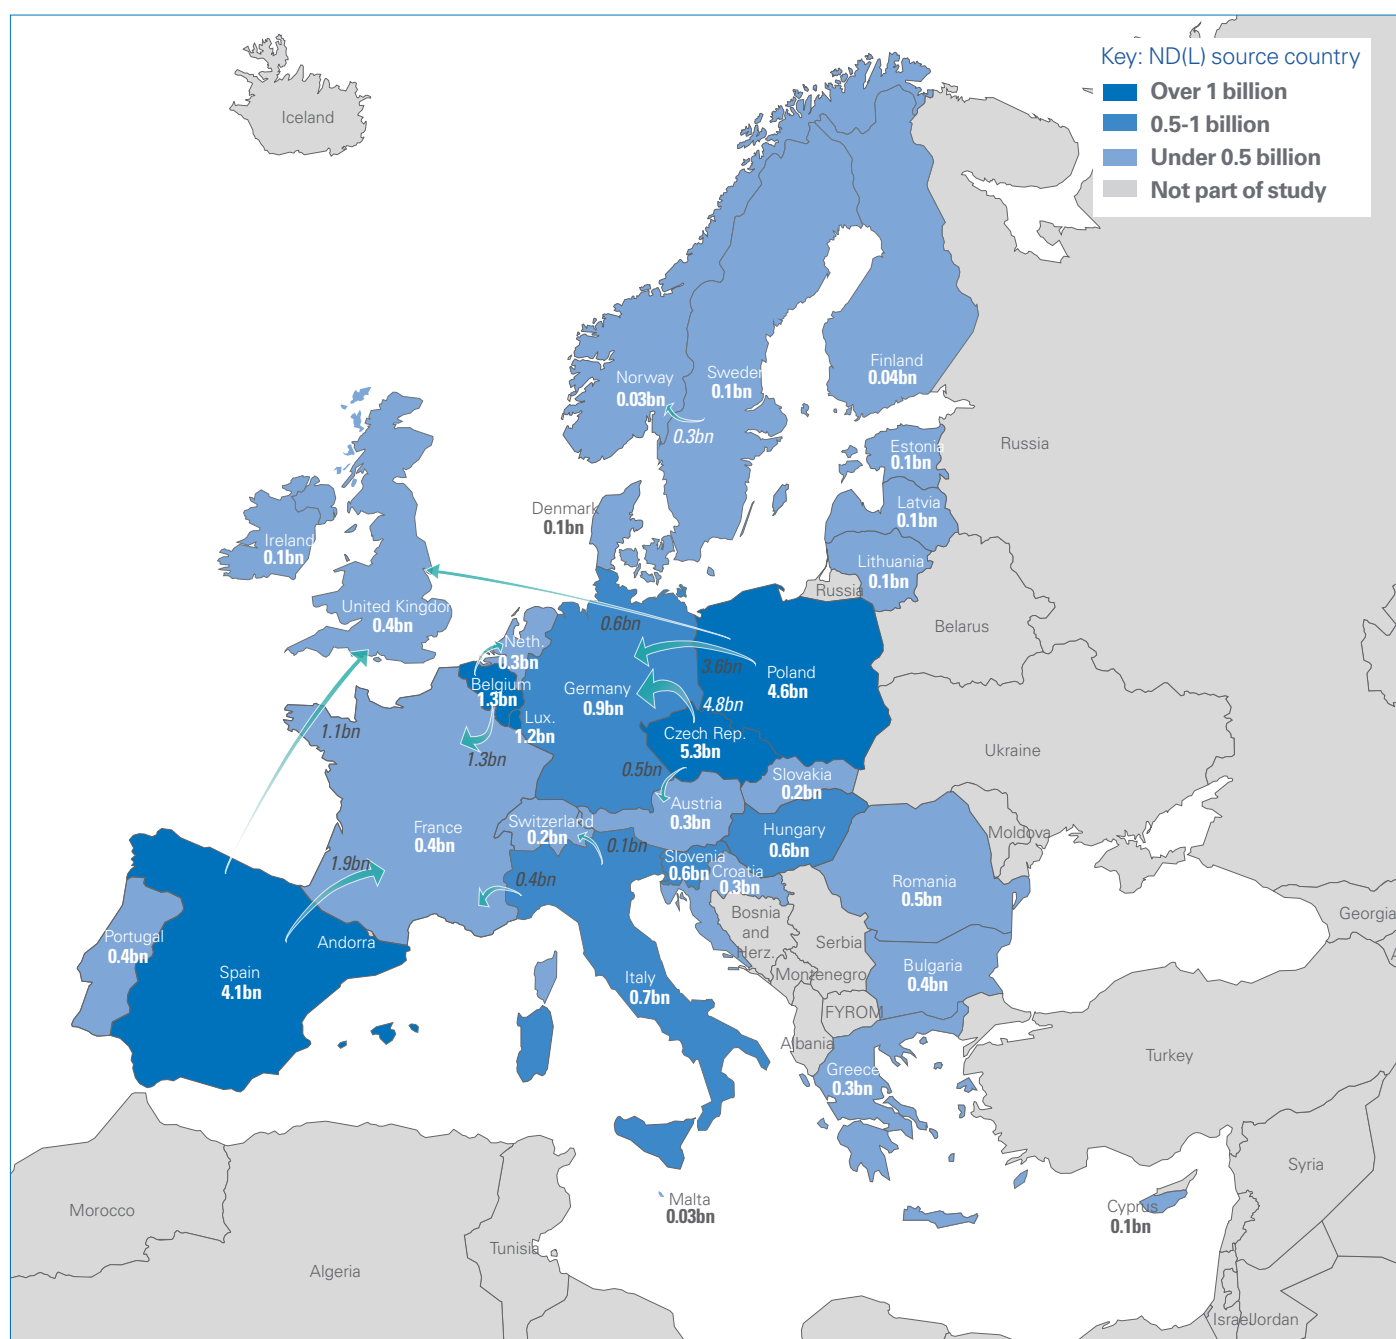 Key: ND(L) source country
Over 1 billion
0.5-1 billion
Under 0.5 billion
Not part of study
Iceland
Norway
0.03bn
Sweden
0.1bn
0.3bn
Finland
0.04bn
Russia
Estonia
0.1bn
Latvia
0.1bn
Lithuania
0.1bn
Russia
Belarus
Denmark
0.1bn
Ireland
0.1bn
United Kingdom
0.4bn
0.6bn
Neth.
0.3bn
Belgium
1.3bn
Lux.
1.2bn
Germany
0.9bn
3.6bn
Poland
4.6bn
4.8bn
Czech Rep.
5.3bn
0.5bn
1.1bn
1.3bn
Ukraine
Slovakia
0.2bn
Austria
0.3bn
Switzerland
0.2bn
France
0.4bn
Hungary
0.6bn
Moldova
0.1bn
Slovenia
0.6bn
Croatia
0.3bn
1.9bn
0.4bn
Romania
0.5bn
Bosnia
and
Herz.
Serbia
Georgia
A
Portugal
0.4bn
Andorra
Spain
4.1bn
Italy
0.7bn
Montenegro
Bulgaria
0.4bn
FYROM
Albania
Greece
0.3bn
Turkey
Malta
0.03bn
Cyprus
0.1bn
Syria
Morocco
Algeria
Tunisia
Israel
Jordan